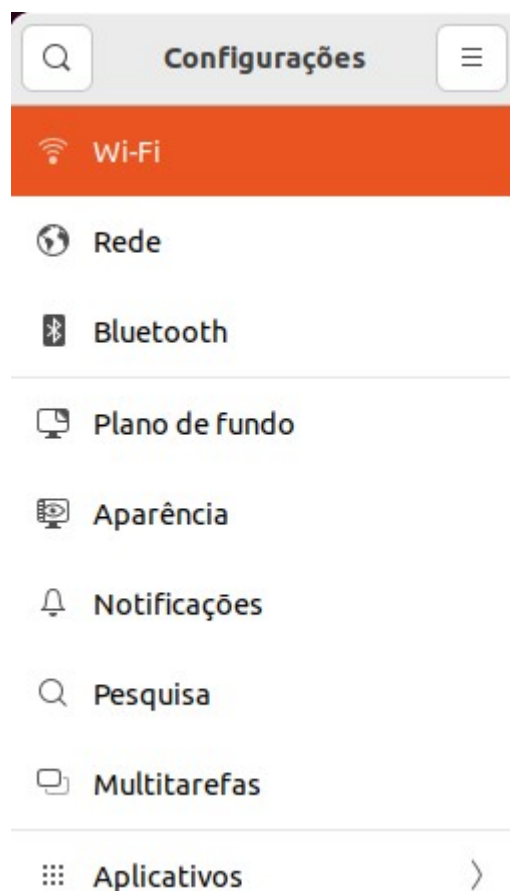 Configurações
Wi-Fi
Rede
Bluetooth
Plano de fundo
Aparência
Notificações
Pesquisa
Multitarefas
Aplicativos